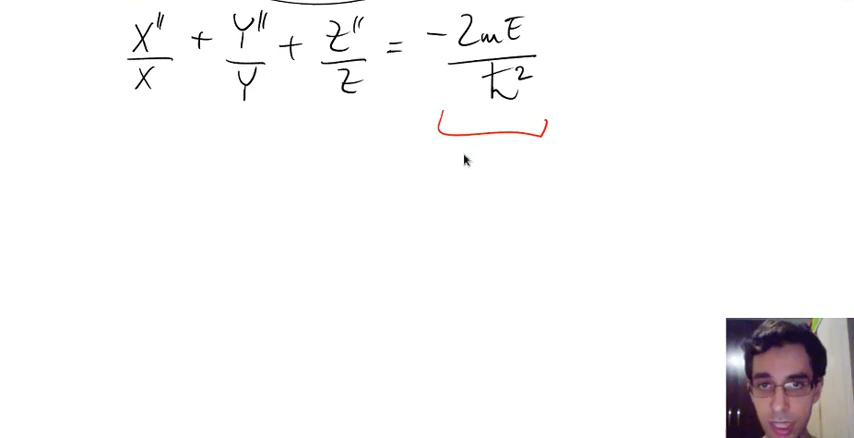 X''/X + Y''/Y + Z''/Z = -2mE/ħ²